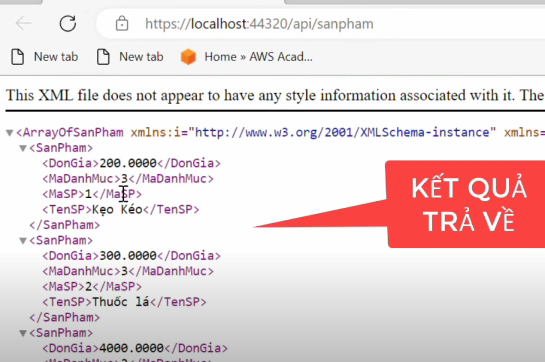 https://localhost:44320/api/sanpham
New tab New tab Home » AWS Acad...
This XML file does not appear to have any style information associated with it. The
▼<ArrayOfSanPham xmlns:i="http://www.w3.org/2001/XMLSchema-instance" xmlns=
▼<SanPham>
<DonGia>200.0000</DonGia>
<MaDanhMuc>3</MaDanhMuc>
<MaSP>1</MaSP>
<TenSP>Kẹo Kéo</TenSP>
</SanPham>
▼<SanPham>
<DonGia>300.0000</DonGia>
<MaDanhMuc>3</MaDanhMuc>
<MaSP>2</MaSP>
<TenSP>Thuốc lá</TenSP>
</SanPham>
▼<SanPham>
<DonGia>4000.0000</DonGia>
KẾT QUẢ
TRẢ VỀ